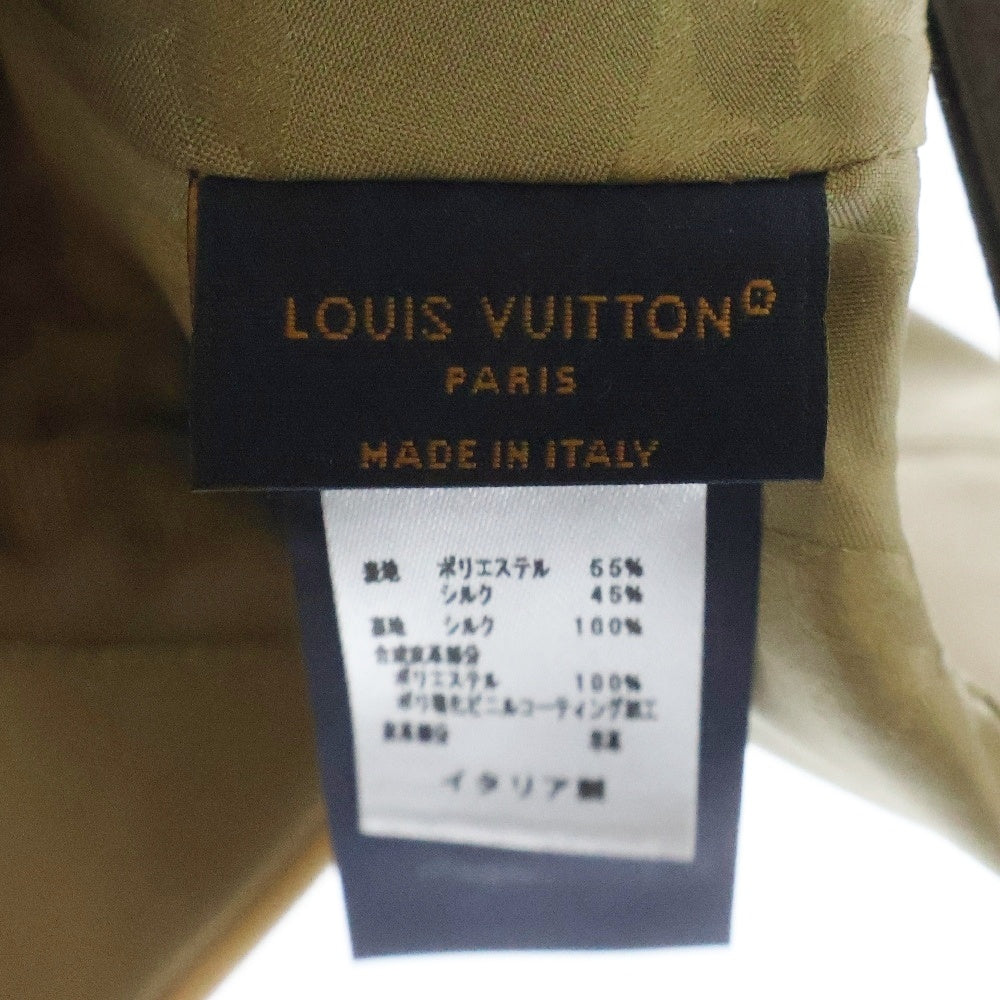 LOUIS VUITTON®
PARIS
MADE IN ITALY
表地 ポリエステル 55%
シルク 45%
裏地 シルク 100%
合成皮革部分
ポリエステル 100%
ポリ塩化ビニルコーティング加工
皮革部分 牛革
イタリア製